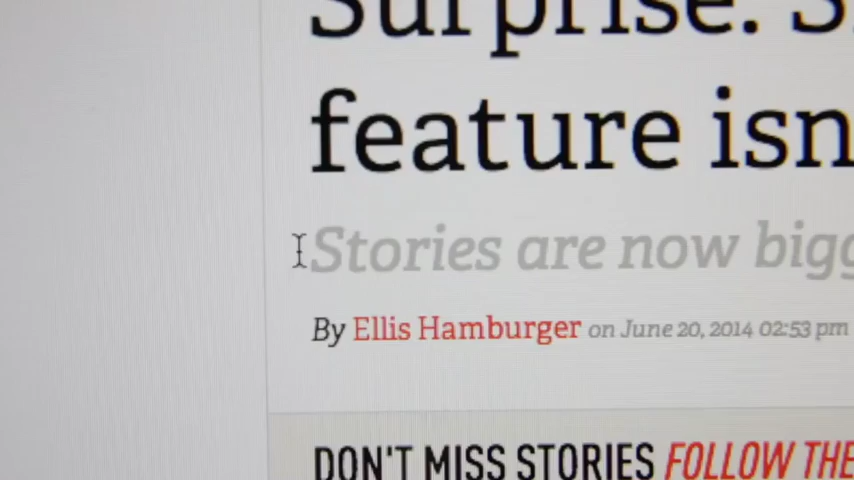 Surprise: S
feature isn
Stories are now bigg
By Ellis Hamburger on June 20, 2014 02:53 pm
DON'T MISS STORIES FOLLOW THE